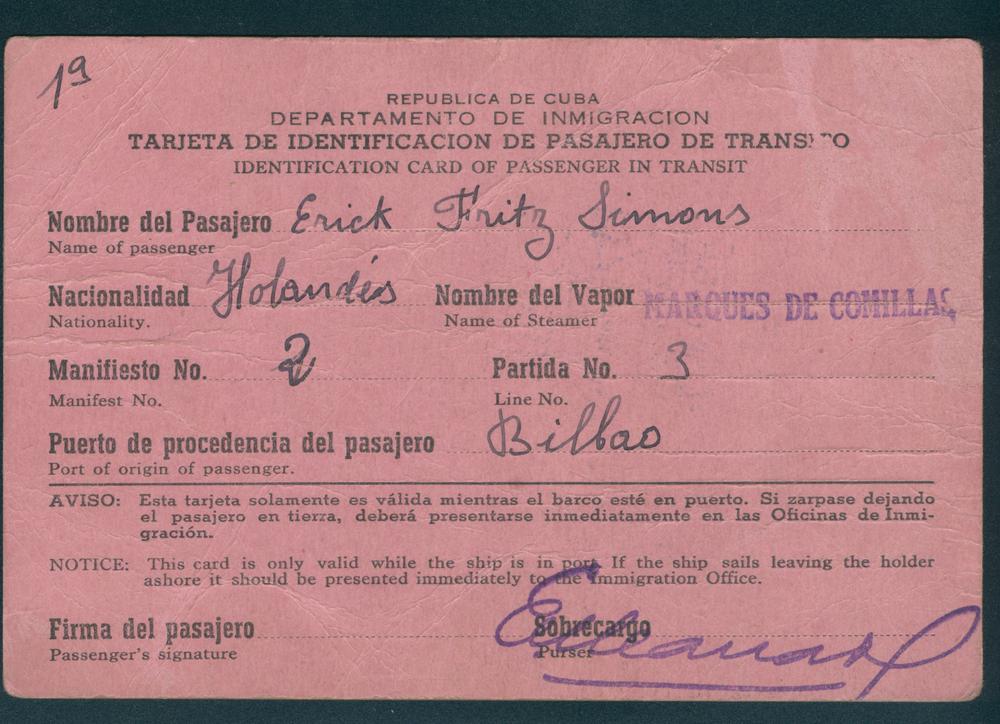 19
REPUBLICA DE CUBA
DEPARTAMENTO DE INMIGRACION
TARJETA DE IDENTIFICACION DE PASAJERO DE TRANSITO
IDENTIFICATION CARD OF PASSENGER IN TRANSIT
Nombre del Pasajero Erick Fritz Simons
Name of passenger
Nacionalidad Holandés Nombre del Vapor MARQUES DE COMILLAS
Nationality. Name of Steamer
Manifiesto No. 2 Partida No. 3
Manifest No. Line No.
Puerto de procedencia del pasajero Bilbao
Port of origin of passenger.
AVISO: Esta tarjeta solamente es válida mientras el barco esté en puerto. Si zarpase dejando
el pasajero en tierra, deberá presentarse inmediatamente en las Oficinas de Inmi-
gración.
NOTICE: This card is only valid while the ship is in port. If the ship sails leaving the holder
ashore it should be presented immediately to the Immigration Office.
Firma del pasajero Sobrecargo
Passenger's signature Purser